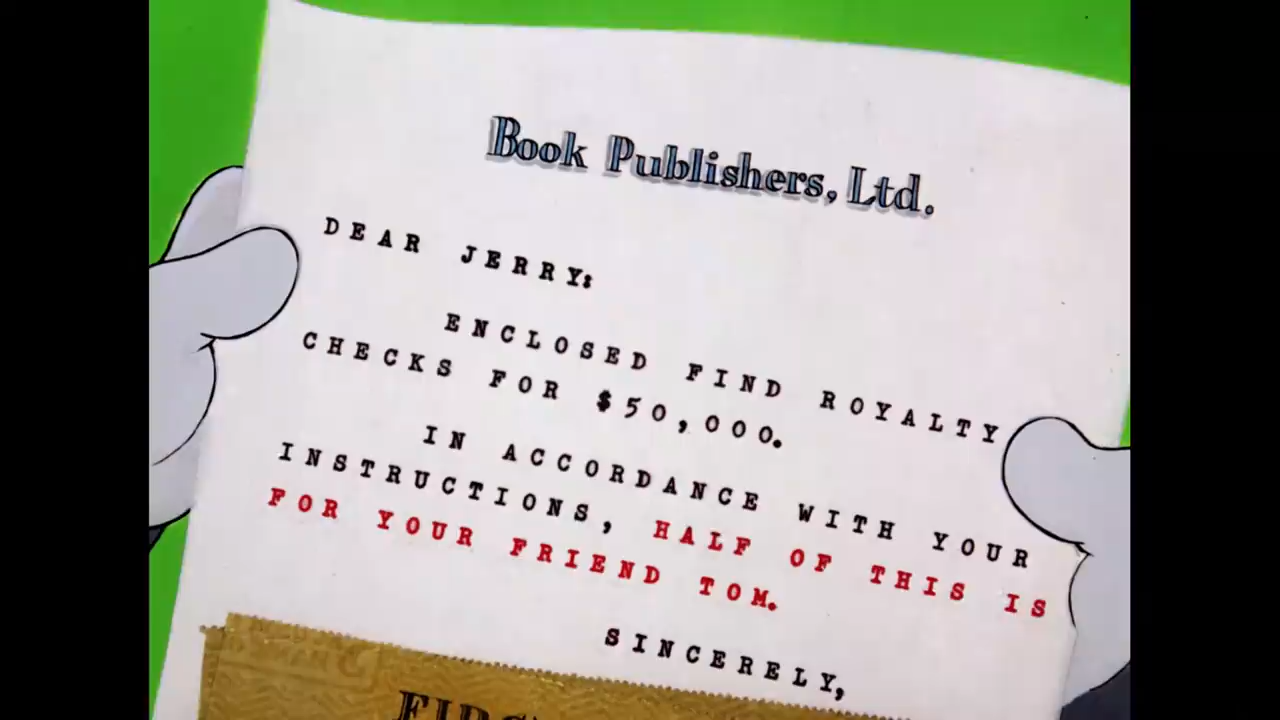 Book Publishers, Ltd.
DEAR JERRY:
ENCLOSED FIND ROYALTY
CHECKS FOR $50,000.
IN ACCORDANCE WITH YOUR
INSTRUCTIONS, HALF OF THIS IS
FOR YOUR FRIEND TOM.
SINCERELY,